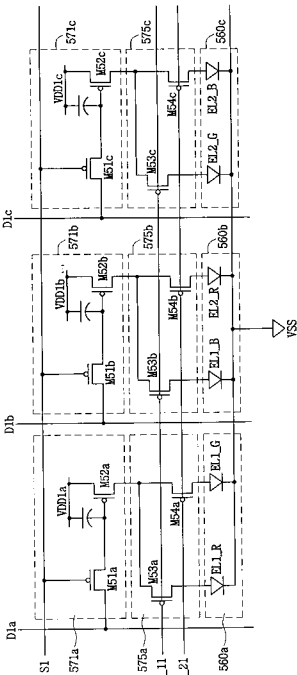 D1a
D1b
D1c
S1
571a
571b
571c
VDD1a
VDD1b
VDD1c
M51a
M52a
M51b
M52b
M51c
M52c
575a
575b
575c
M53a
M54a
M53b
M54b
M53c
M54c
_11
_21
560a
560b
560c
EL1_R
EL1_G
EL1_B
EL2_R
EL2_G
EL2_B
VSS